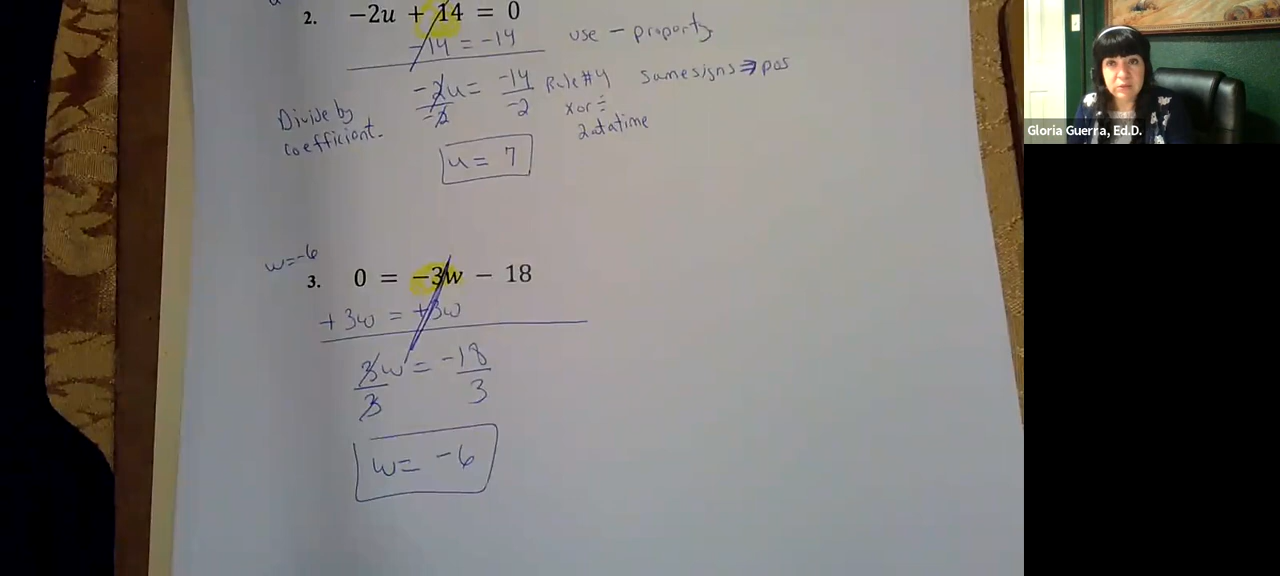 2. −2u + 14 = 0
-14 = -14 use - property
-2u = -14 Rule #4 same signs ⇒ pos
-2 -2 x or ÷
Divide by 2 at a time
coefficient.
u = 7
w = -6
3. 0 = −3w − 18
+3w = +3w
3w = -18
3 3
w = -6
Gloria Guerra, Ed.D.